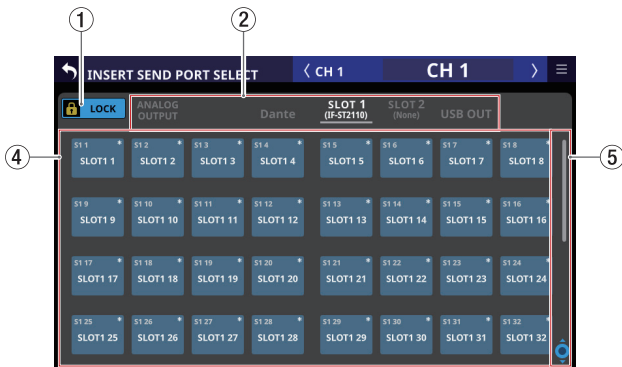 1
2
INSERT SEND PORT SELECT
CH 1
CH 1
LOCK
ANALOG OUTPUT
Dante
SLOT 1 (IF-ST2110)
SLOT 2 (None)
USB OUT
4
5
S1 1 * S1 2 * S1 3 * S1 4 * S1 5 * S1 6 * S1 7 * S1 8 *
SLOT1 1 SLOT1 2 SLOT1 3 SLOT1 4 SLOT1 5 SLOT1 6 SLOT1 7 SLOT1 8
S1 9 * S1 10 * S1 11 * S1 12 * S1 13 * S1 14 * S1 15 * S1 16 *
SLOT1 9 SLOT1 10 SLOT1 11 SLOT1 12 SLOT1 13 SLOT1 14 SLOT1 15 SLOT1 16
S1 17 * S1 18 * S1 19 * S1 20 * S1 21 * S1 22 * S1 23 * S1 24 *
SLOT1 17 SLOT1 18 SLOT1 19 SLOT1 20 SLOT1 21 SLOT1 22 SLOT1 23 SLOT1 24
S1 25 * S1 26 * S1 27 * S1 28 * S1 29 * S1 30 * S1 31 * S1 32 *
SLOT1 25 SLOT1 26 SLOT1 27 SLOT1 28 SLOT1 29 SLOT1 30 SLOT1 31 SLOT1 32